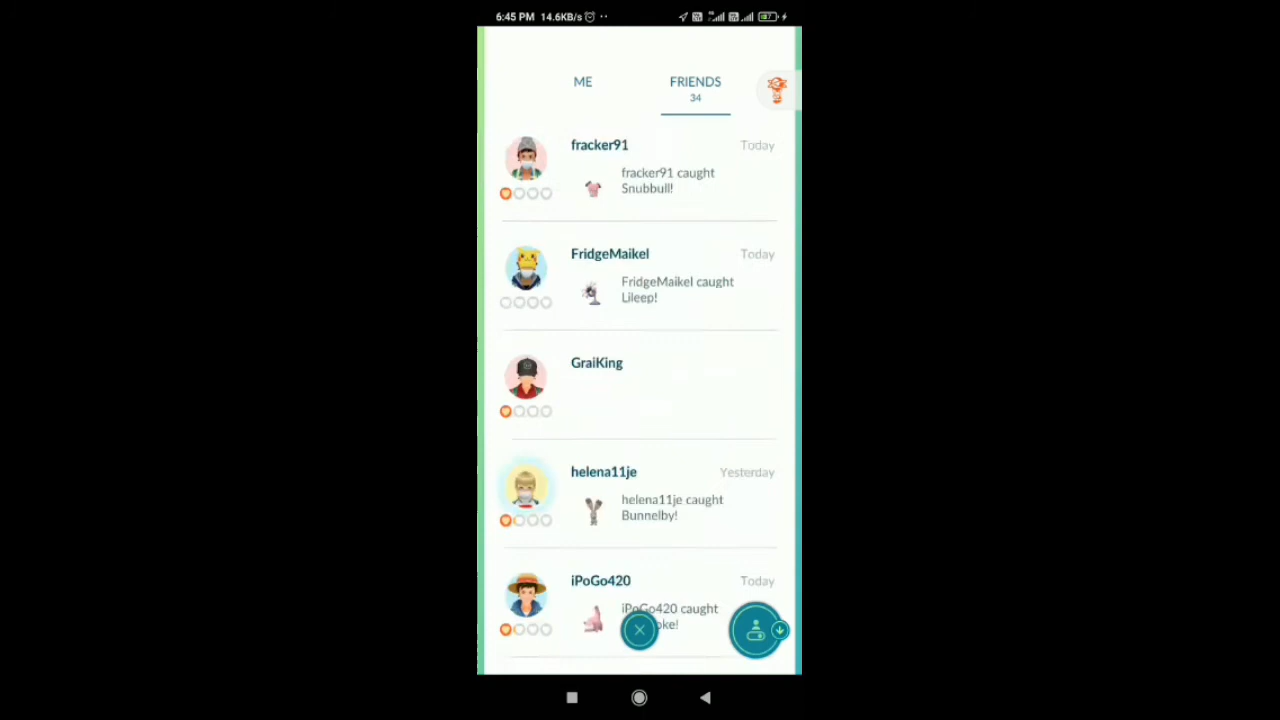 6:45 PM 14.6KB/s
ME
FRIENDS
34
fracker91
Today
fracker91 caught
Snubbull!
FridgeMaikel
Today
FridgeMaikel caught
Lileep!
GraiKing
helena11je
Yesterday
helena11je caught
Bunnelby!
iPoGo420
Today
iPoGo420 caught
oke!